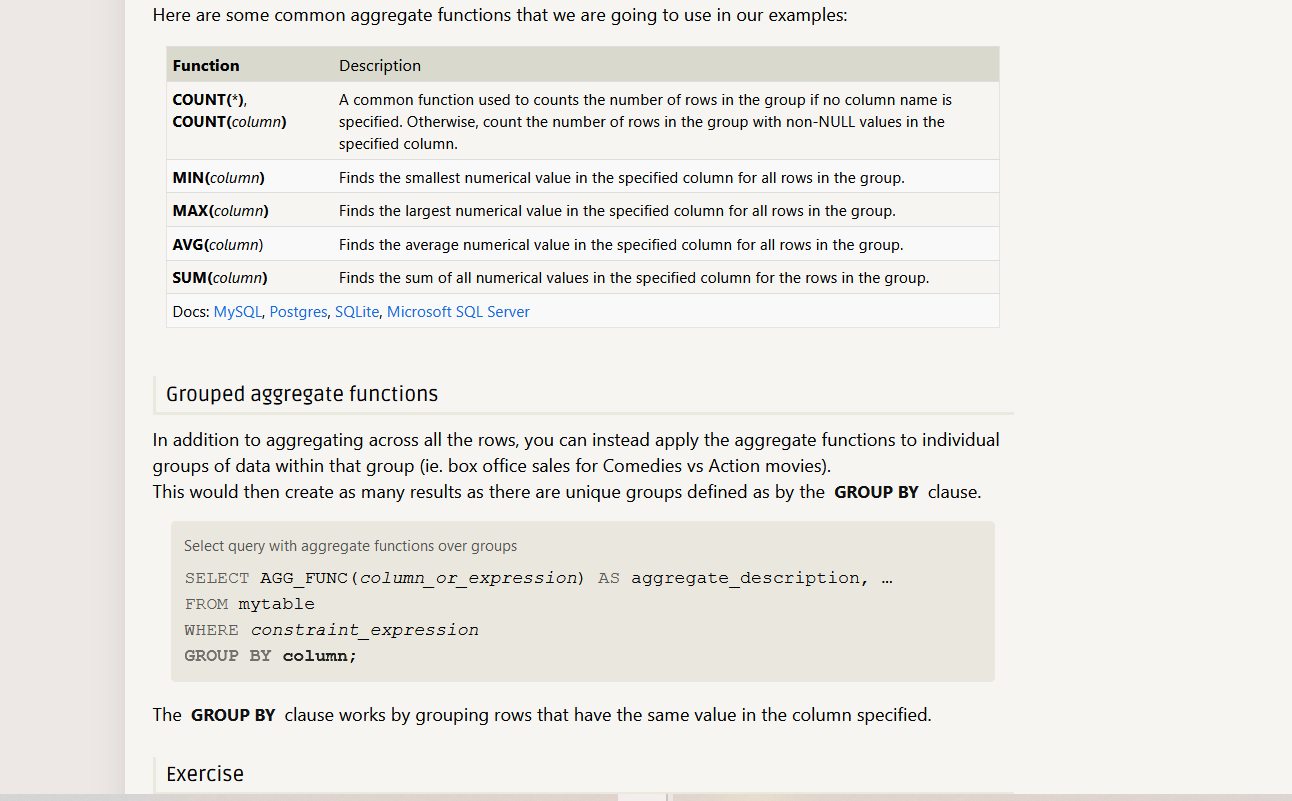 Here are some common aggregate functions that we are going to use in our examples:
Function Description
COUNT(*), A common function used to counts the number of rows in the group if no column name is
COUNT(column) specified. Otherwise, count the number of rows in the group with non-NULL values in the
specified column.
MIN(column) Finds the smallest numerical value in the specified column for all rows in the group.
MAX(column) Finds the largest numerical value in the specified column for all rows in the group.
AVG(column) Finds the average numerical value in the specified column for all rows in the group.
SUM(column) Finds the sum of all numerical values in the specified column for the rows in the group.
Docs: MySQL, Postgres, SQLite, Microsoft SQL Server
Grouped aggregate functions
In addition to aggregating across all the rows, you can instead apply the aggregate functions to individual
groups of data within that group (ie. box office sales for Comedies vs Action movies).
This would then create as many results as there are unique groups defined as by the GROUP BY clause.
Select query with aggregate functions over groups
SELECT AGG_FUNC(column_or_expression) AS aggregate_description, …
FROM mytable
WHERE constraint_expression
GROUP BY column;
The GROUP BY clause works by grouping rows that have the same value in the column specified.
Exercise